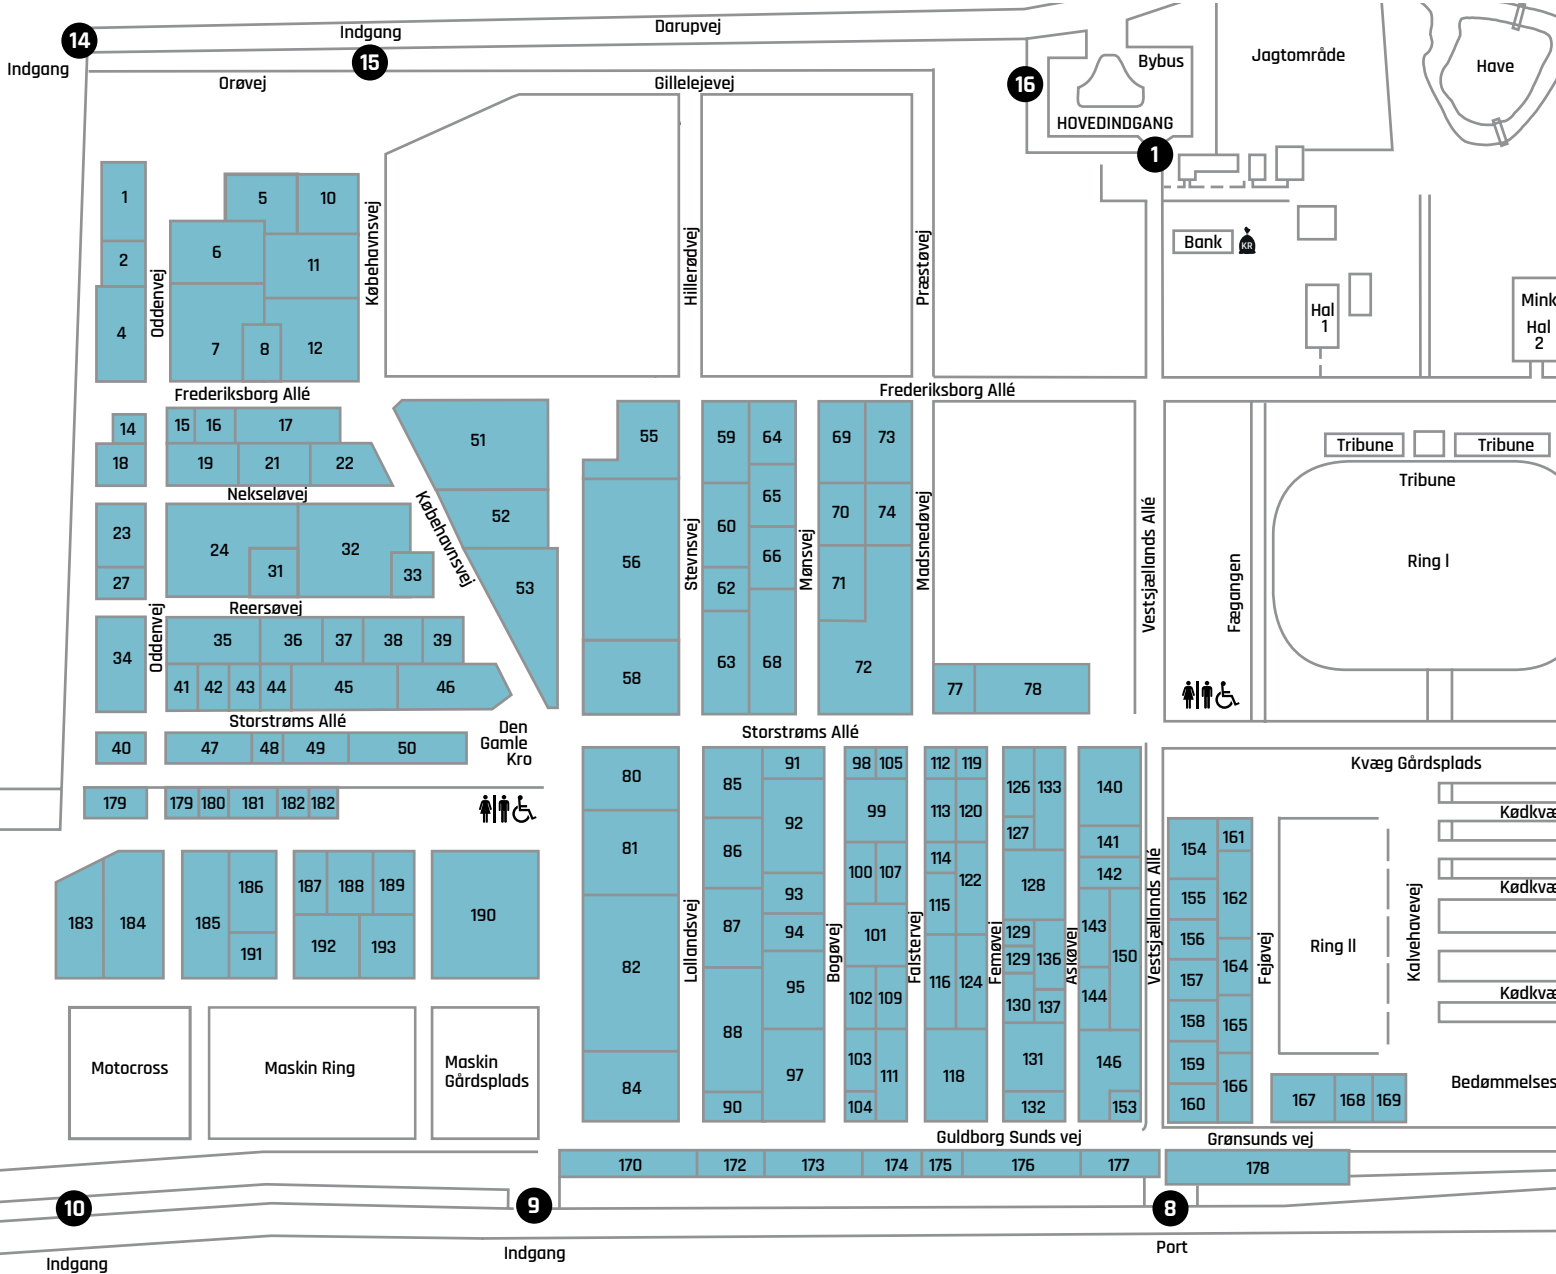 14
Indgang
Indgang
15
Darupvej
Orøvej
Gillelejevej
16
Bybus
HOVEDINDGANG
1
Jagtområde
Have
1
2
4
Oddenvej
5
10
6
11
7
8
12
Københavnsvej
Hillerødvej
Præstøvej
Bank
KR
Hal
1
Mink
Hal
2
Frederiksborg Allé
Frederiksborg Allé
14
15
16
17
18
19
21
22
Nekseløvej
23
24
27
31
32
33
Københavnsvej
Reersøvej
Oddenvej
34
35
36
37
38
39
41
42
43
44
45
46
Storstrøms Allé
40
47
48
49
50
Den
Gamle
Kro
51
52
53
55
56
58
Stevnsvej
59
60
62
63
64
65
66
68
Mønsvej
69
70
71
72
73
74
Madsnedøvej
77
78
Vestsjællands Allé
Fægangen
Tribune
Tribune
Tribune
Ring l
Storstrøms Allé
179
179
180
181
182
182
183
184
185
186
191
187
188
189
192
193
190
Motocross
Maskin Ring
Maskin
Gårdsplads
80
81
82
84
Lollandsvej
85
86
87
88
90
91
92
93
94
95
97
Bogøvej
98
105
99
100
107
101
102
109
103
111
104
Falstervej
112
119
113
120
114
122
115
116
124
118
Femøvej
126
133
127
128
129
129
136
130
137
131
132
Askøvej
140
141
142
143
150
144
146
153
Vestsjællands Allé
154
161
155
162
156
157
164
158
165
159
166
160
Fejøvej
Ring ll
Kalvehavevej
Kvæg Gårdsplads
Kødkvæ
Kødkvæ
Kødkvæ
Bedømmelses
167
168
169
Guldborg Sunds vej
Grønsunds vej
170
172
173
174
175
176
177
178
10
Indgang
9
Indgang
8
Port